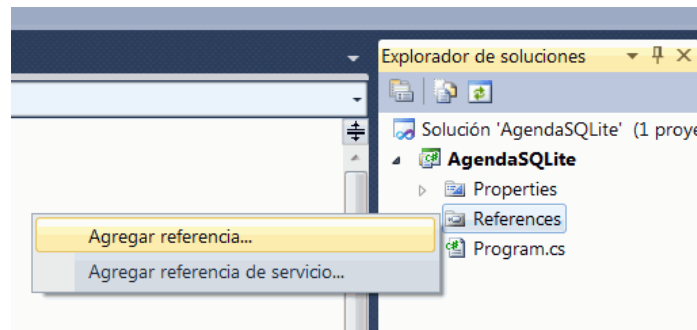 Explorador de soluciones
Solución 'AgendaSQLite' (1 proye
AgendaSQLite
Properties
References
Program.cs
Agregar referencia...
Agregar referencia de servicio...